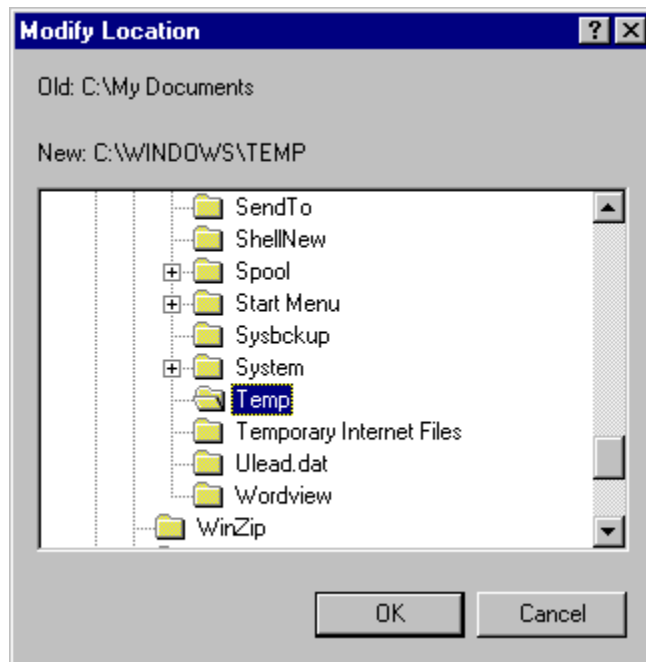 Modify Location
Old: C:\My Documents
New: C:\WINDOWS\TEMP
SendTo
ShellNew
Spool
Start Menu
Sysbckup
System
Temp
Temporary Internet Files
Ulead.dat
Wordview
WinZip
OK Cancel